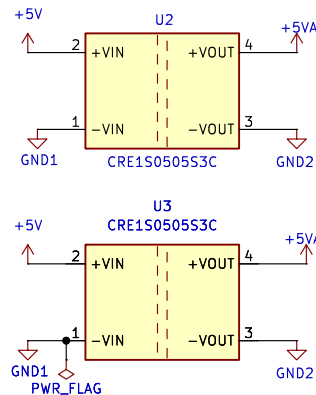 U2
+5V
+5VA
2 +VIN +VOUT 4
1 -VIN -VOUT 3
GND1 CRE1S0505S3C GND2
U3
CRE1S0505S3C
+5V
+5VA
2 +VIN +VOUT 4
1 -VIN -VOUT 3
GND1 GND2
PWR_FLAG